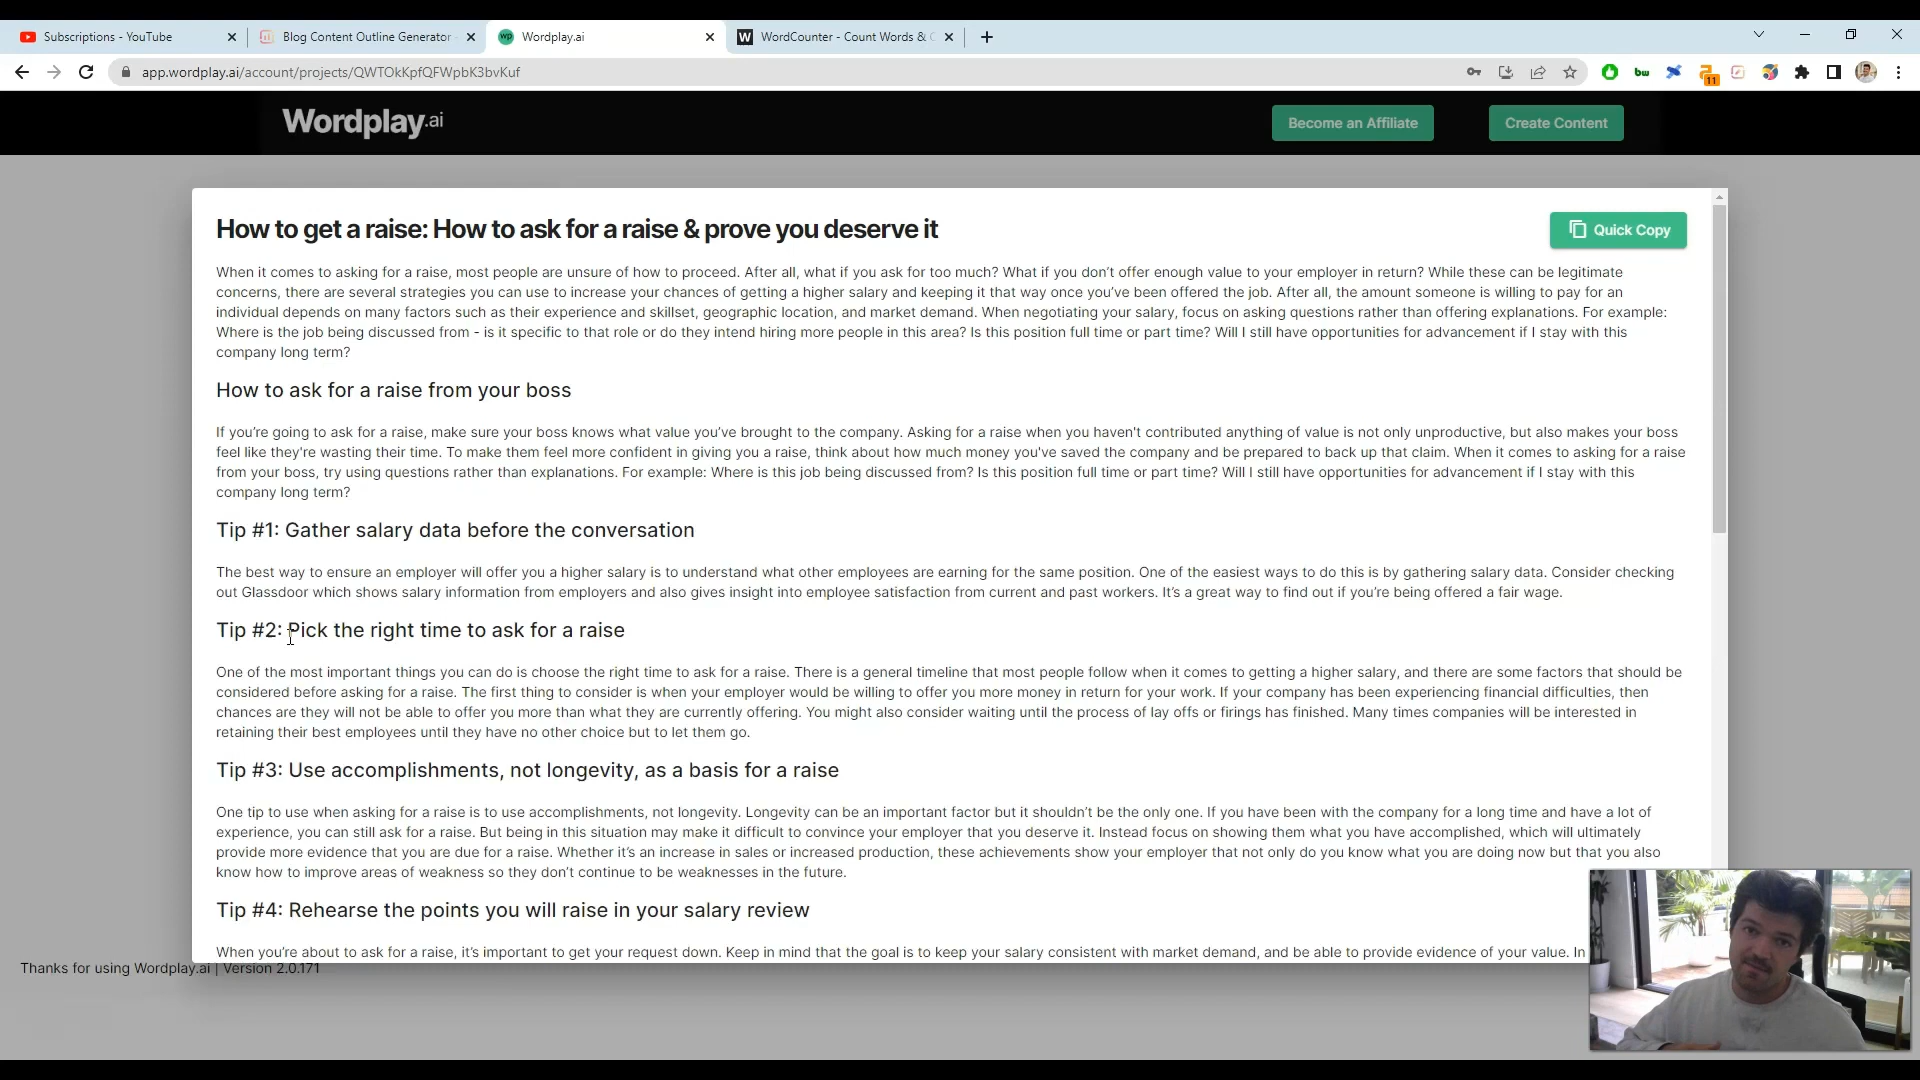 Subscriptions - YouTube
Blog Content Outline Generator
Wordplay.ai
WordCounter - Count Words &
app.wordplay.ai/account/projects/QWTOkKpfQFWpbK3bvKuf
bw
11
Wordplay.ai
Become an Affiliate
Create Content
How to get a raise: How to ask for a raise & prove you deserve it
Quick Copy
When it comes to asking for a raise, most people are unsure of how to proceed. After all, what if you ask for too much? What if you don’t offer enough value to your employer in return? While these can be legitimate
concerns, there are several strategies you can use to increase your chances of getting a higher salary and keeping it that way once you’ve been offered the job. After all, the amount someone is willing to pay for an
individual depends on many factors such as their experience and skillset, geographic location, and market demand. When negotiating your salary, focus on asking questions rather than offering explanations. For example:
Where is the job being discussed from - is it specific to that role or do they intend hiring more people in this area? Is this position full time or part time? Will I still have opportunities for advancement if I stay with this
company long term?
How to ask for a raise from your boss
If you’re going to ask for a raise, make sure your boss knows what value you’ve brought to the company. Asking for a raise when you haven't contributed anything of value is not only unproductive, but also makes your boss
feel like they're wasting their time. To make them feel more confident in giving you a raise, think about how much money you've saved the company and be prepared to back up that claim. When it comes to asking for a raise
from your boss, try using questions rather than explanations. For example: Where is this job being discussed from? Is this position full time or part time? Will I still have opportunities for advancement if I stay with this
company long term?
Tip #1: Gather salary data before the conversation
The best way to ensure an employer will offer you a higher salary is to understand what other employees are earning for the same position. One of the easiest ways to do this is by gathering salary data. Consider checking
out Glassdoor which shows salary information from employers and also gives insight into employee satisfaction from current and past workers. It’s a great way to find out if you’re being offered a fair wage.
Tip #2: Pick the right time to ask for a raise
One of the most important things you can do is choose the right time to ask for a raise. There is a general timeline that most people follow when it comes to getting a higher salary, and there are some factors that should be
considered before asking for a raise. The first thing to consider is when your employer would be willing to offer you more money in return for your work. If your company has been experiencing financial difficulties, then
chances are they will not be able to offer you more than what they are currently offering. You might also consider waiting until the process of lay offs or firings has finished. Many times companies will be interested in
retaining their best employees until they have no other choice but to let them go.
Tip #3: Use accomplishments, not longevity, as a basis for a raise
One tip to use when asking for a raise is to use accomplishments, not longevity. Longevity can be an important factor but it shouldn’t be the only one. If you have been with the company for a long time and have a lot of
experience, you can still ask for a raise. But being in this situation may make it difficult to convince your employer that you deserve it. Instead focus on showing them what you have accomplished, which will ultimately
provide more evidence that you are due for a raise. Whether it’s an increase in sales or increased production, these achievements show your employer that not only do you know what you are doing now but that you also
know how to improve areas of weakness so they don’t continue to be weaknesses in the future.
Tip #4: Rehearse the points you will raise in your salary review
When you’re about to ask for a raise, it’s important to get your request down. Keep in mind that the goal is to keep your salary consistent with market demand, and be able to provide evidence of your value. In
Thanks for using Wordplay.ai | Version 2.0.171